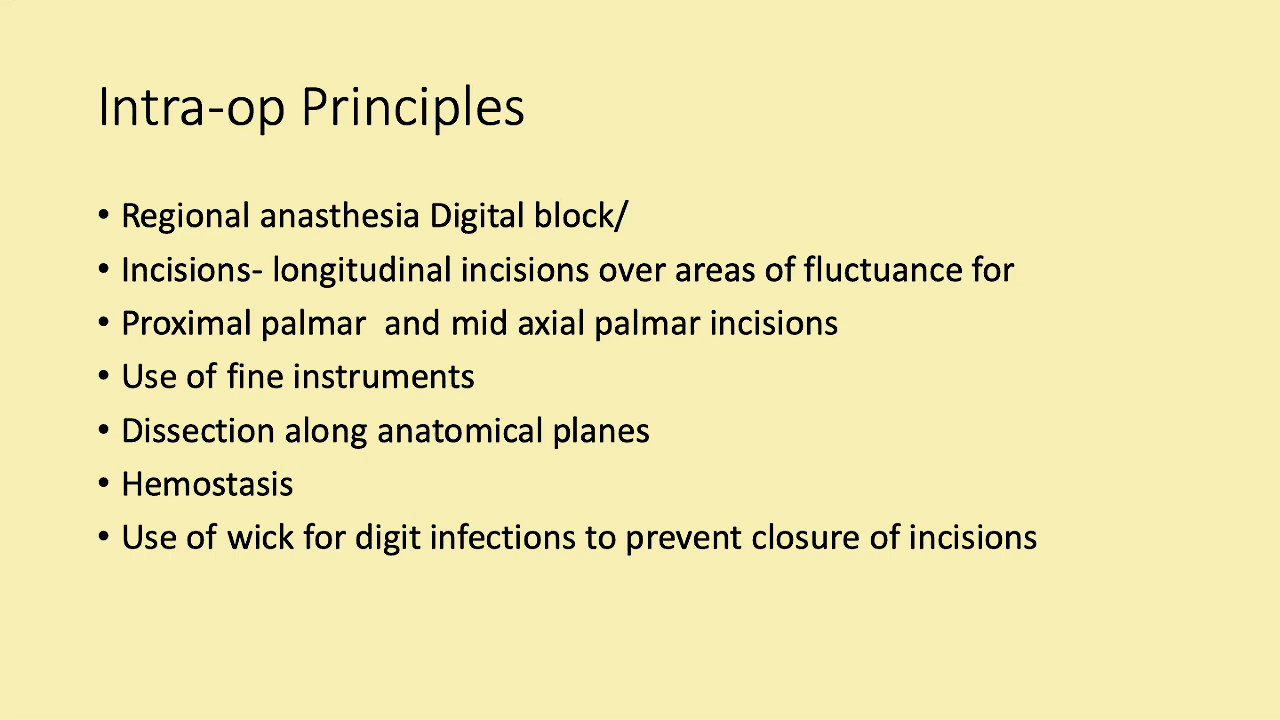 Intra-op Principles
• Regional anasthesia Digital block/
• Incisions- longitudinal incisions over areas of fluctuance for
• Proximal palmar  and mid axial palmar incisions
• Use of fine instruments
• Dissection along anatomical planes
• Hemostasis
• Use of wick for digit infections to prevent closure of incisions